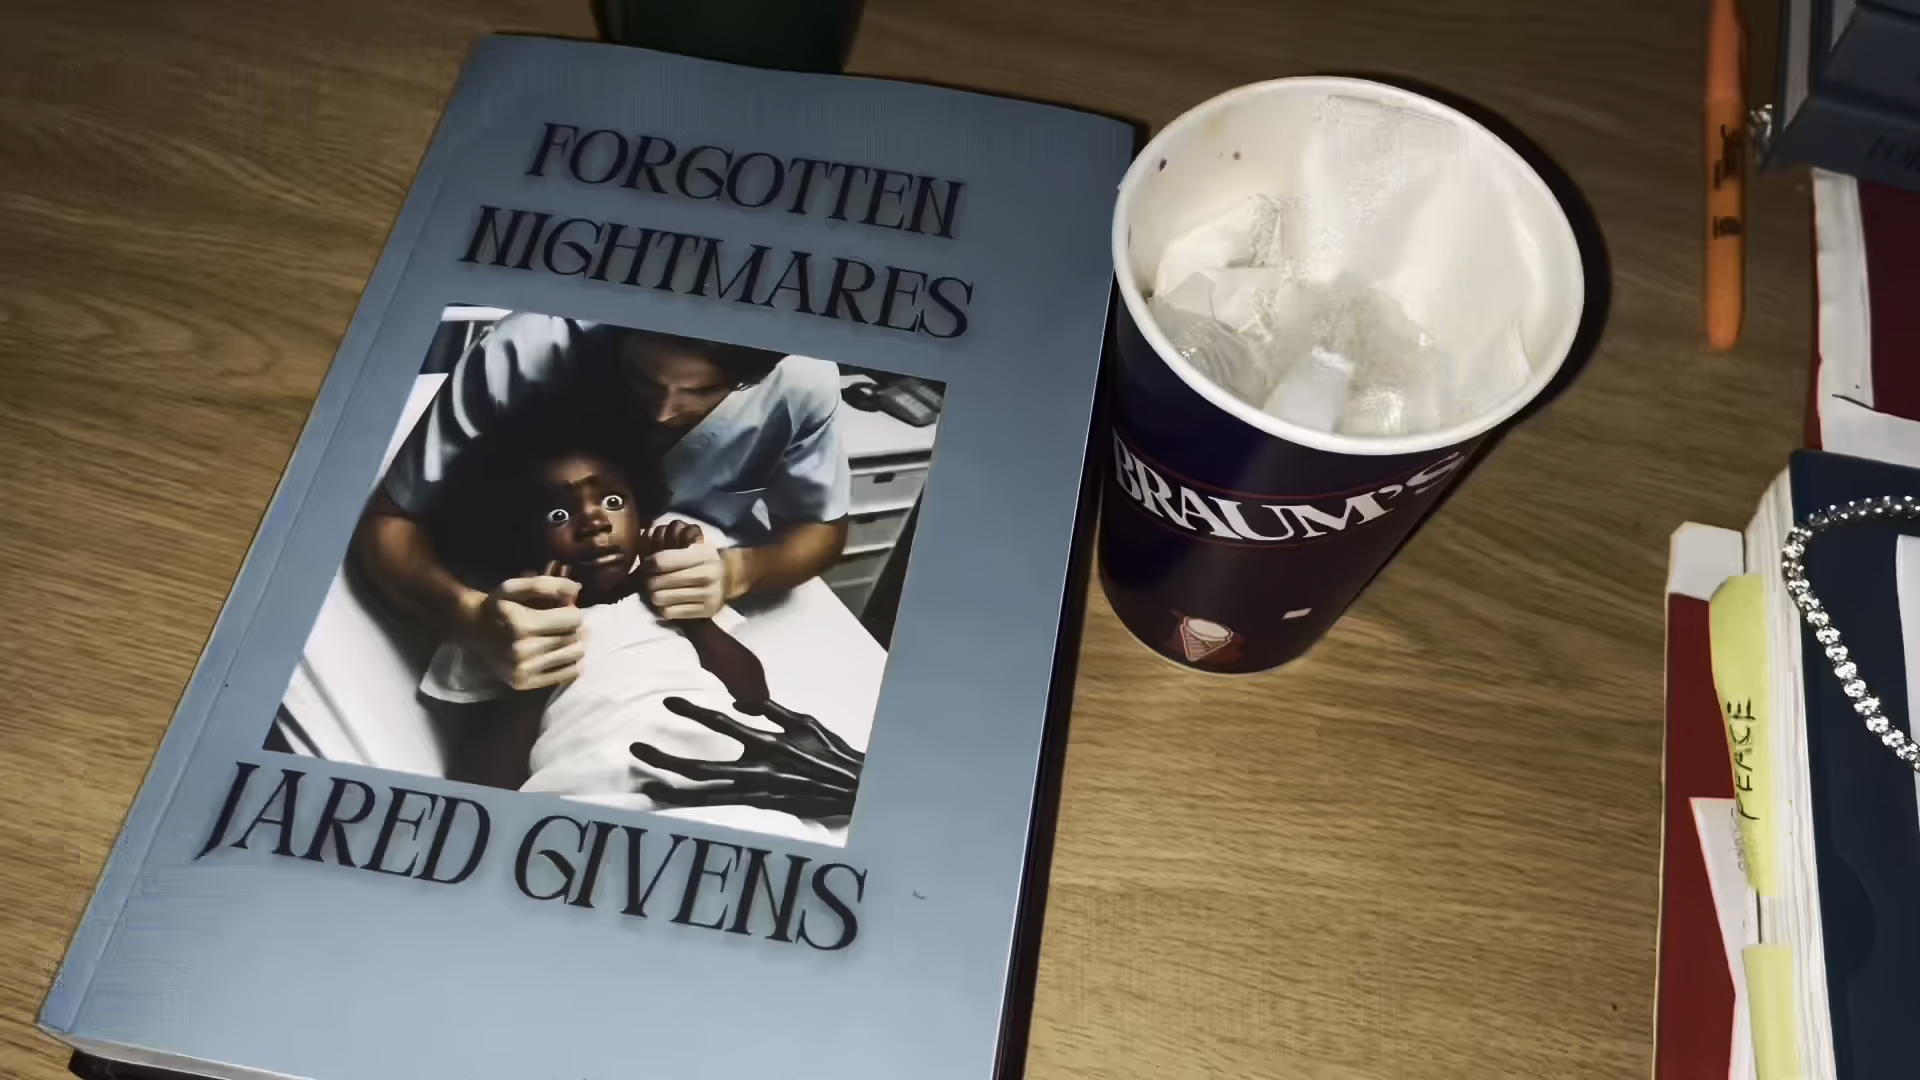 FORGOTTEN
NIGHTMARES
JARED GIVENS
BRAUM'S
PEACE